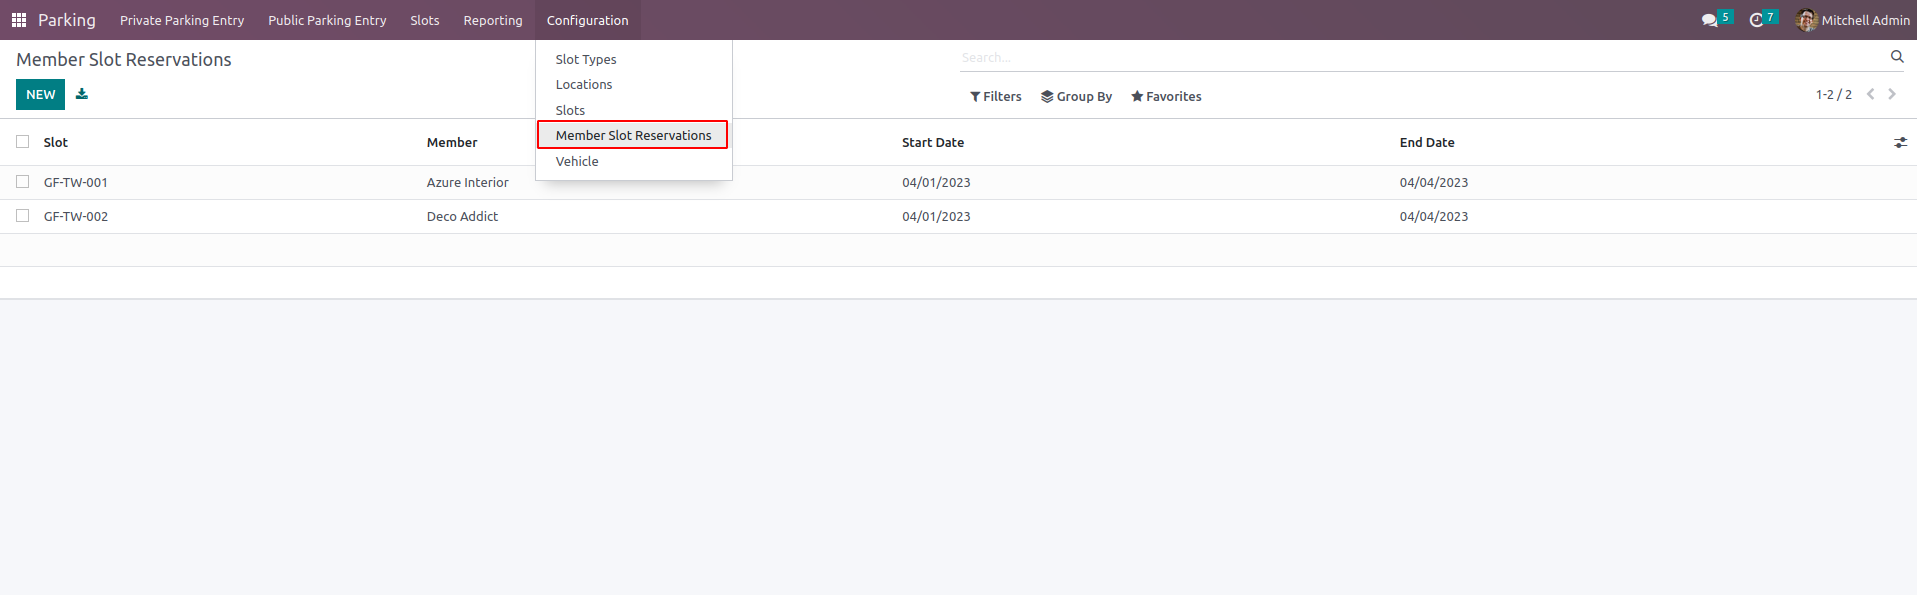 Parking Private Parking Entry Public Parking Entry Slots Reporting Configuration 5 7 Mitchell Admin
Member Slot Reservations
Search...
NEW
Filters Group By Favorites 1-2 / 2
Slot Types
Locations
Slots
Member Slot Reservations
Vehicle
Slot Member Start Date End Date
GF-TW-001 Azure Interior 04/01/2023 04/04/2023
GF-TW-002 Deco Addict 04/01/2023 04/04/2023